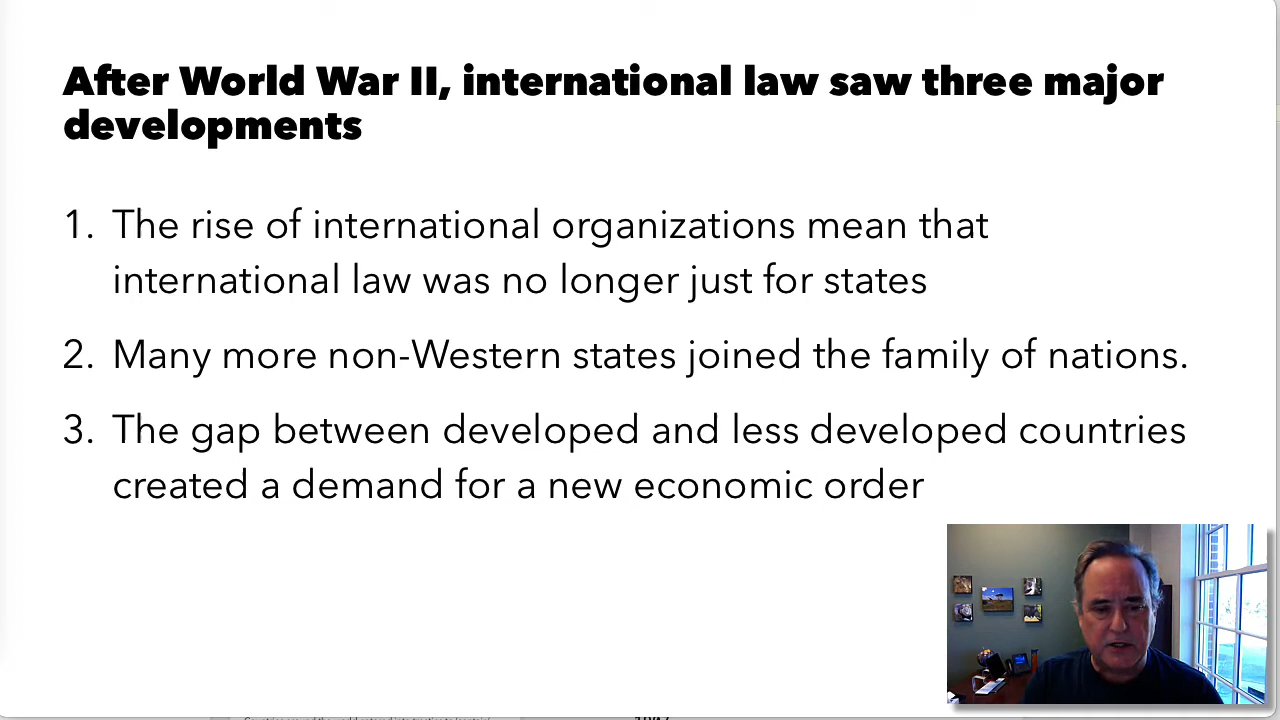 After World War II, international law saw three major
developments
1. The rise of international organizations mean that
international law was no longer just for states
2. Many more non-Western states joined the family of nations.
3. The gap between developed and less developed countries
created a demand for a new economic order